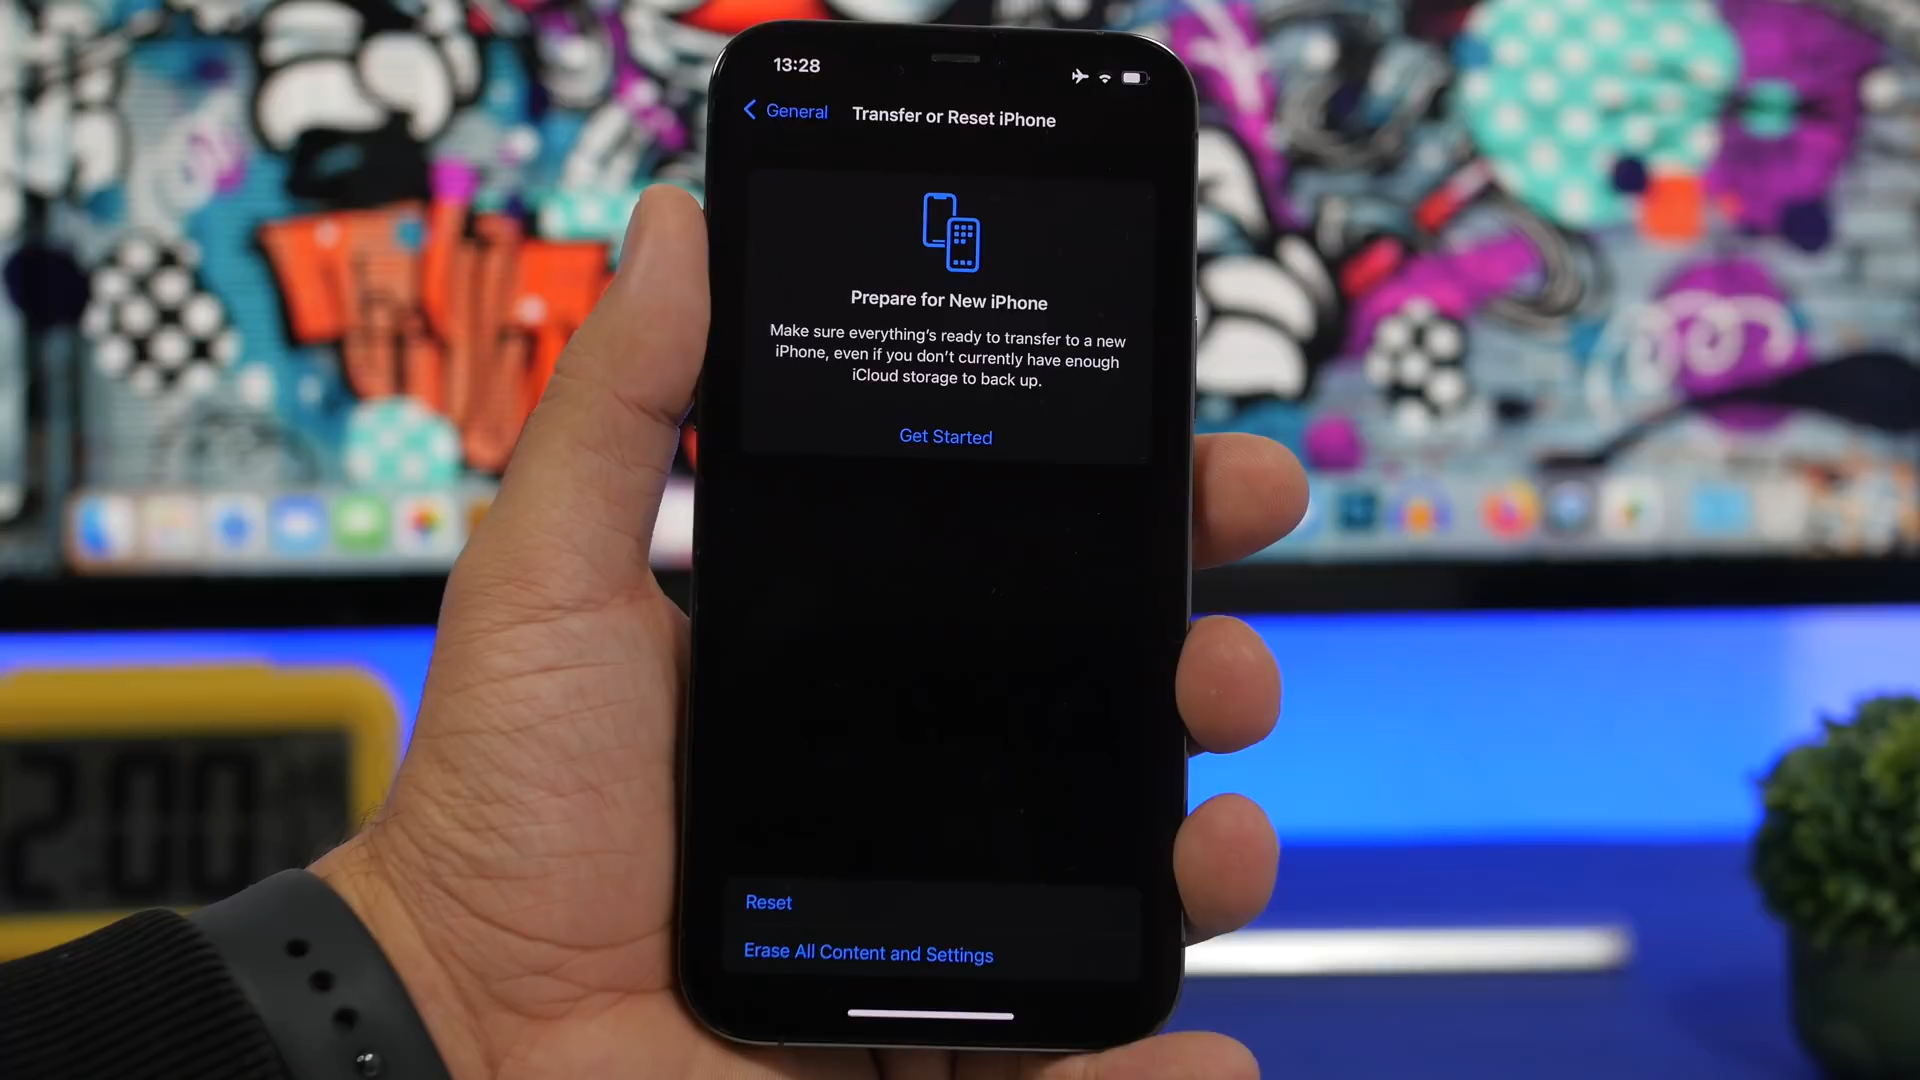 13:28
General
Transfer or Reset iPhone
Prepare for New iPhone
Make sure everything's ready to transfer to a new
iPhone, even if you don't currently have enough
iCloud storage to back up.
Get Started
2:00
Reset
Erase All Content and Settings